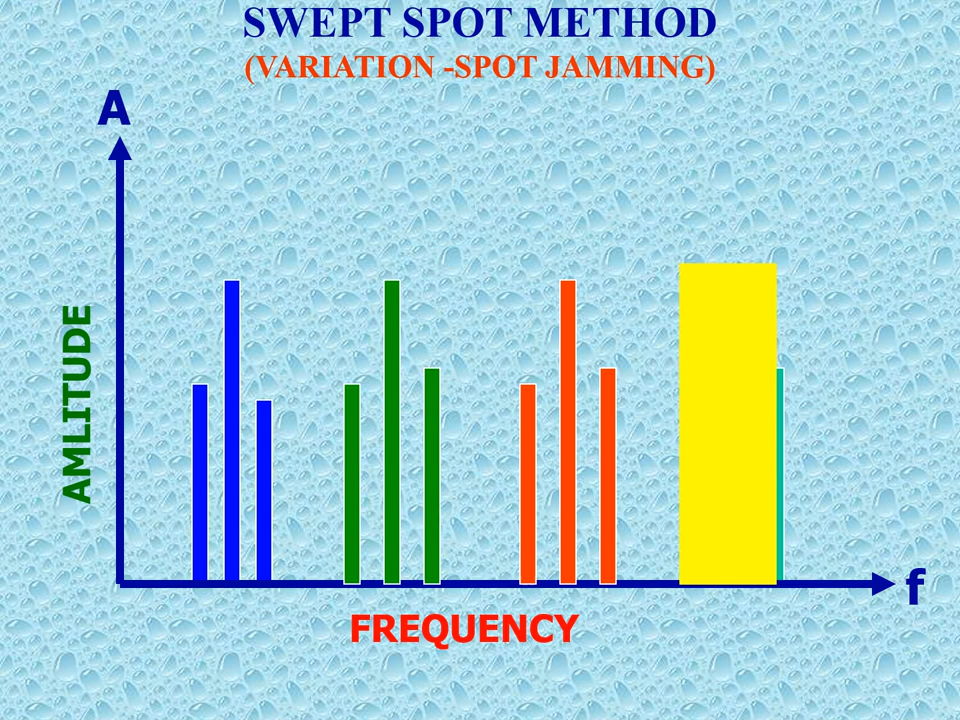 SWEPT SPOT METHOD
(VARIATION -SPOT JAMMING)
A
AMLITUDE
f
FREQUENCY